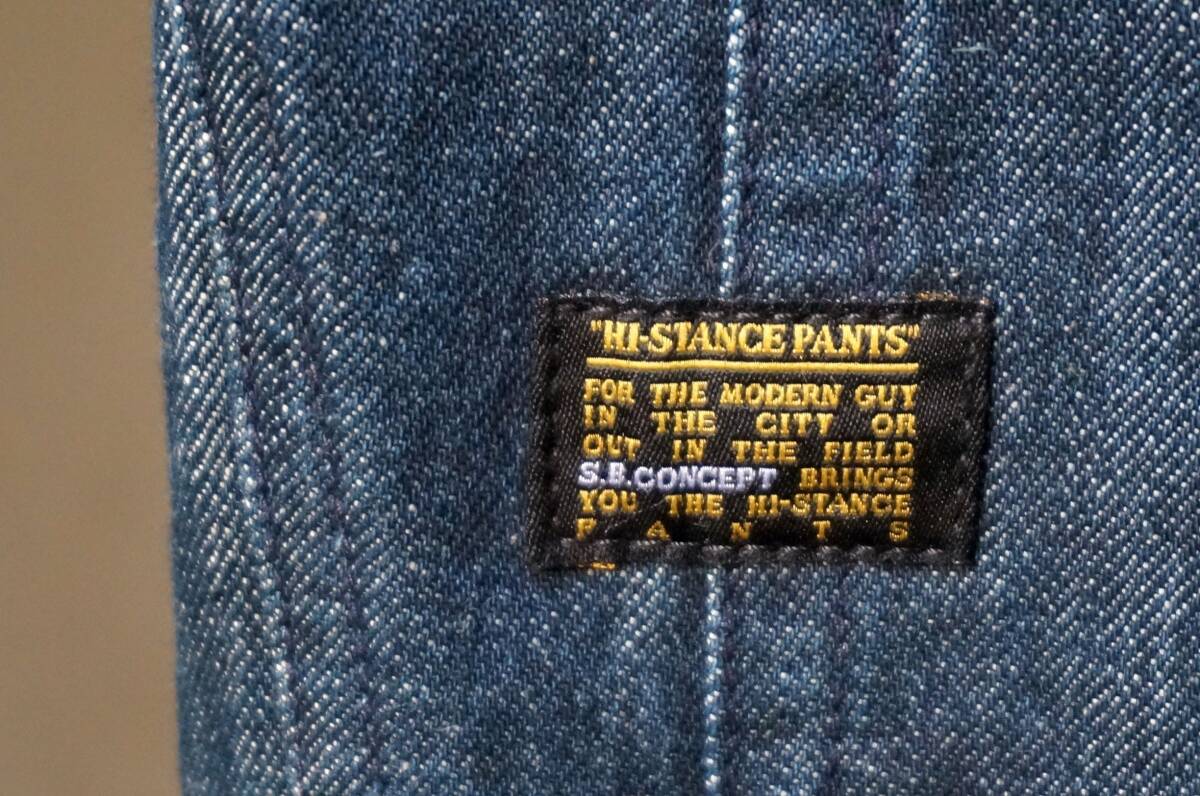 "HI-STANCE PANTS"
FOR THE MODERN GUY
IN THE CITY OR
OUT IN THE FIELD
S.B.CONCEPT BRINGS
YOU THE HI-STANCE
PANTS